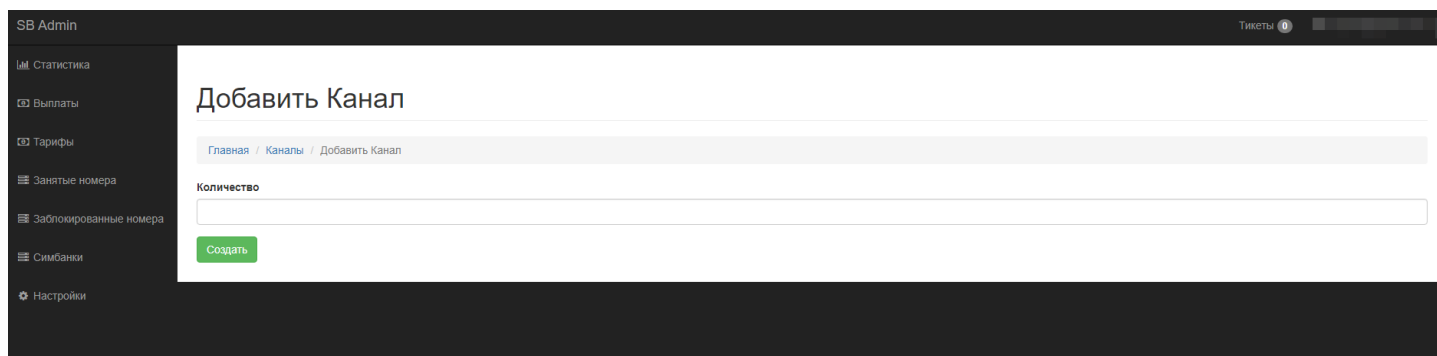 SB Admin
Тикеты 0
Статистика
Выплаты
Тарифы
Занятые номера
Заблокированные номера
Симбанки
Настройки
Добавить Канал
Главная / Каналы / Добавить Канал
Количество
Создать